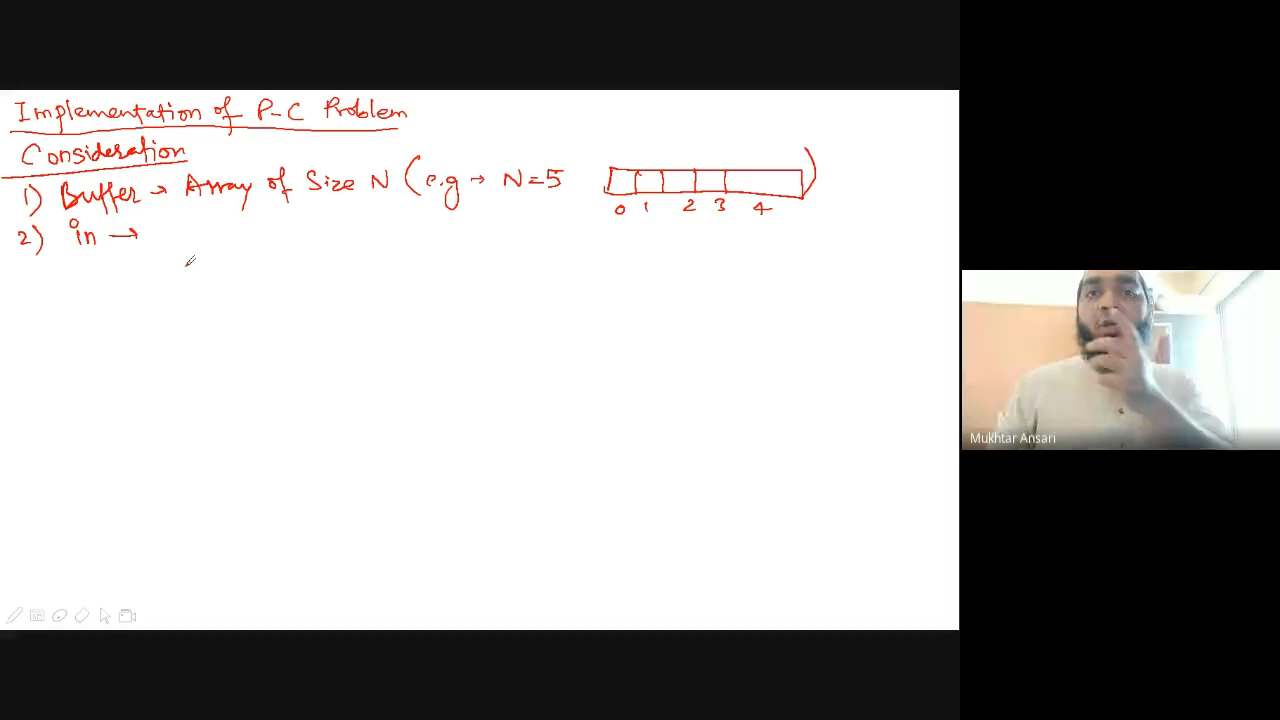 Implementation of P-C Problem
Consideration
1) Buffer → Array of Size N (e.g → N=5 )
0 1 2 3 4
2) in →
Mukhtar Ansari